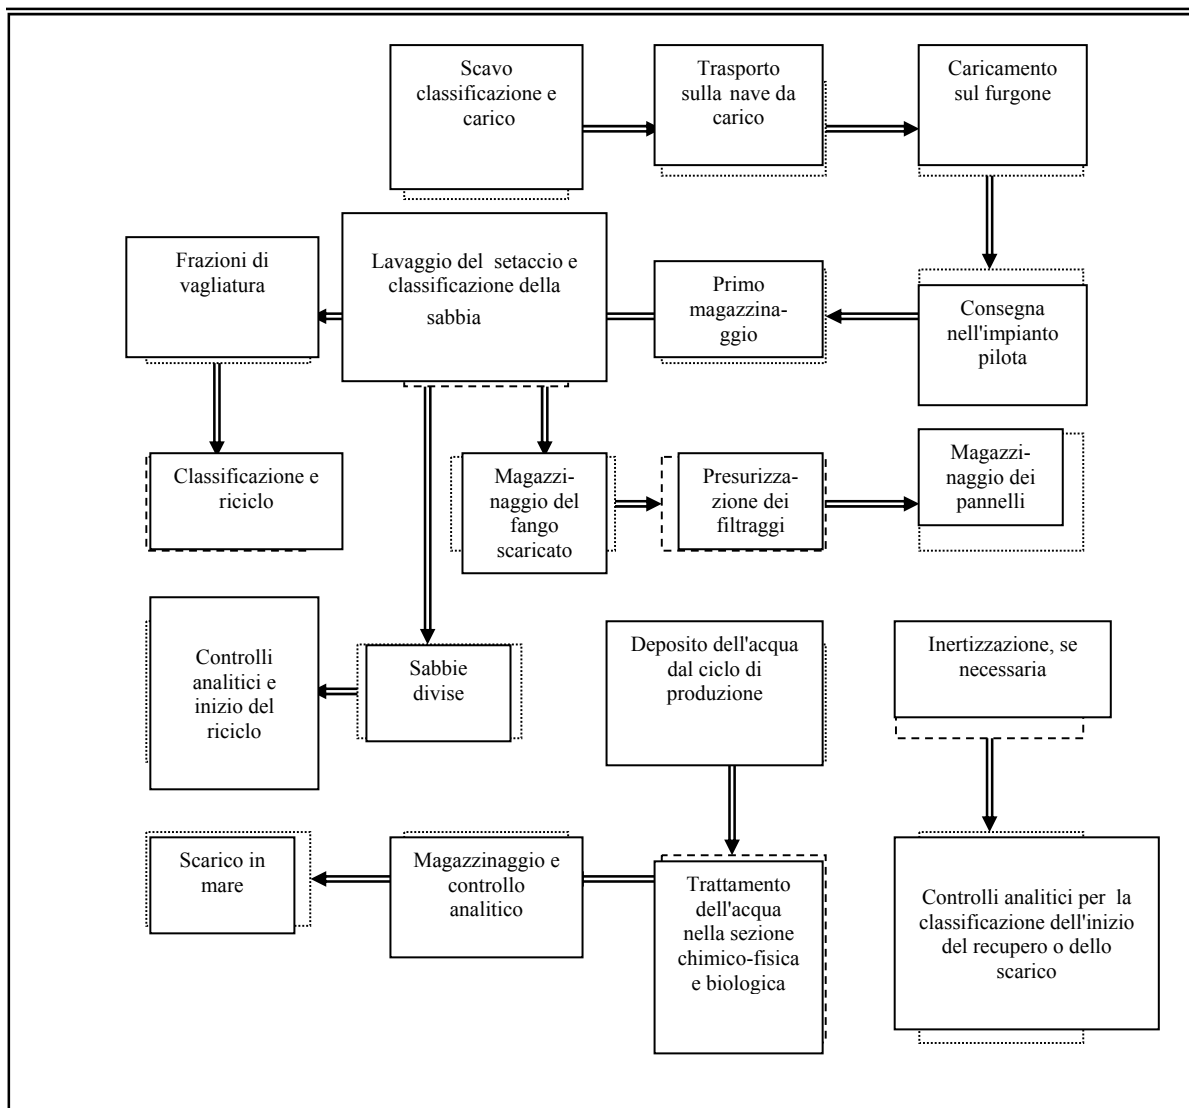 Scavo
classificazione e
carico
Trasporto
sulla nave da
carico
Caricamento
sul furgone
Frazioni di
vagliatura
Lavaggio del setaccio e
classificazione della
sabbia
Primo
magazzina-
ggio
Consegna
nell'impianto
pilota
Classificazione e
riciclo
Magazzi-
naggio del
fango
scaricato
Presurizza-
zione dei
filtraggi
Magazzi-
naggio dei
pannelli
Controlli
analitici e
inizio del
riciclo
Sabbie
divise
Deposito dell'acqua
dal ciclo di
produzione
Inertizzazione, se
necessaria
Scarico in
mare
Magazzinaggio e
controllo
analitico
Trattamento
dell'acqua
nella sezione
chimico-fisica
e biologica
Controlli analitici per la
classificazione dell'inizio
del recupero o dello
scarico